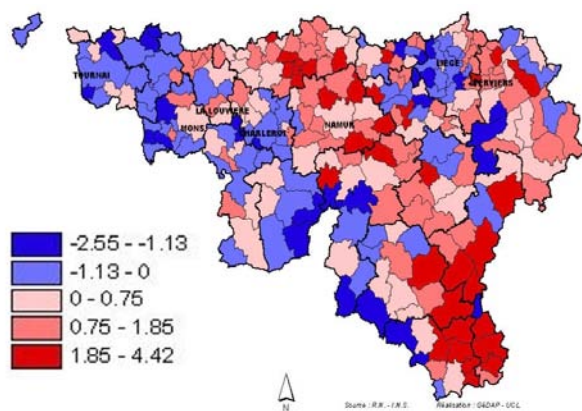 LIEGE
TOURNAI
VERVIERS
LA LOUVIERE
NAMUR
MONS
CHARLEROI
-2.55 - -1.13
-1.13 - 0
0 - 0.75
0.75 - 1.85
1.85 - 4.42
N
Source : R.N. - I.N.S.
Réalisation : GéDAP - UCL